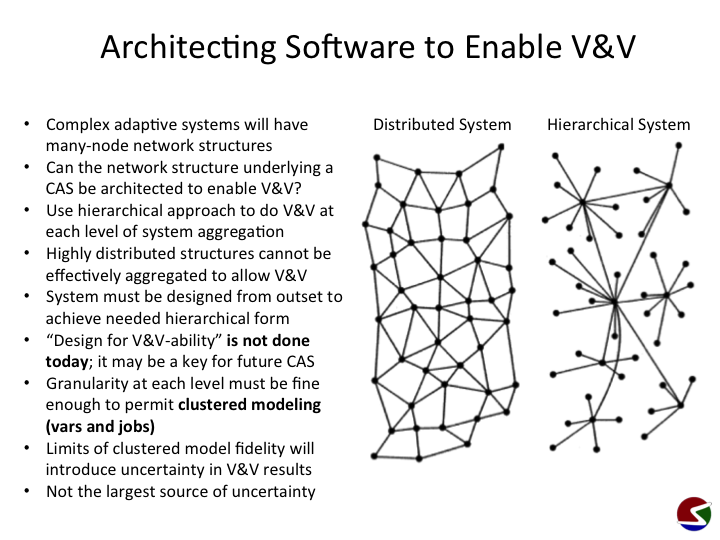 Architecting Software to Enable V&V
• Complex adaptive systems will have
many-node network structures
• Can the network structure underlying a
CAS be architected to enable V&V?
• Use hierarchical approach to do V&V at
each level of system aggregation
• Highly distributed structures cannot be
effectively aggregated to allow V&V
• System must be designed from outset to
achieve needed hierarchical form
• “Design for V&V-ability” is not done
today; it may be a key for future CAS
• Granularity at each level must be fine
enough to permit clustered modeling
(vars and jobs)
• Limits of clustered model fidelity will
introduce uncertainty in V&V results
• Not the largest source of uncertainty
Distributed System
Hierarchical System